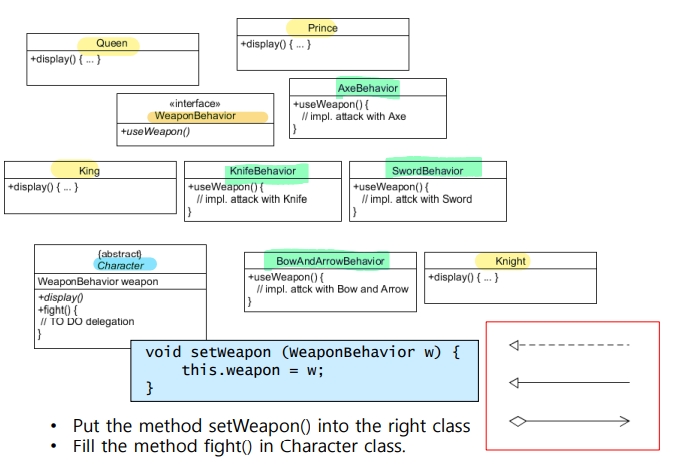 Queen
+display() { ... }
Prince
+display() { ... }
«interface»
WeaponBehavior
+useWeapon()
AxeBehavior
+useWeapon() {
// impl. attack with Axe
}
King
+display() { ... }
KnifeBehavior
+useWeapon() {
// impl. attack with Knife
}
SwordBehavior
+useWeapon() {
// impl. attck with Sword
}
{abstract}
Character
WeaponBehavior weapon
+display()
+fight() {
// TO DO delegation
}
BowAndArrowBehavior
+useWeapon() {
// impl. attck with Bow and Arrow
}
Knight
+display() { ... }
void setWeapon (WeaponBehavior w) {
this.weapon = w;
}
• Put the method setWeapon() into the right class
• Fill the method fight() in Character class.